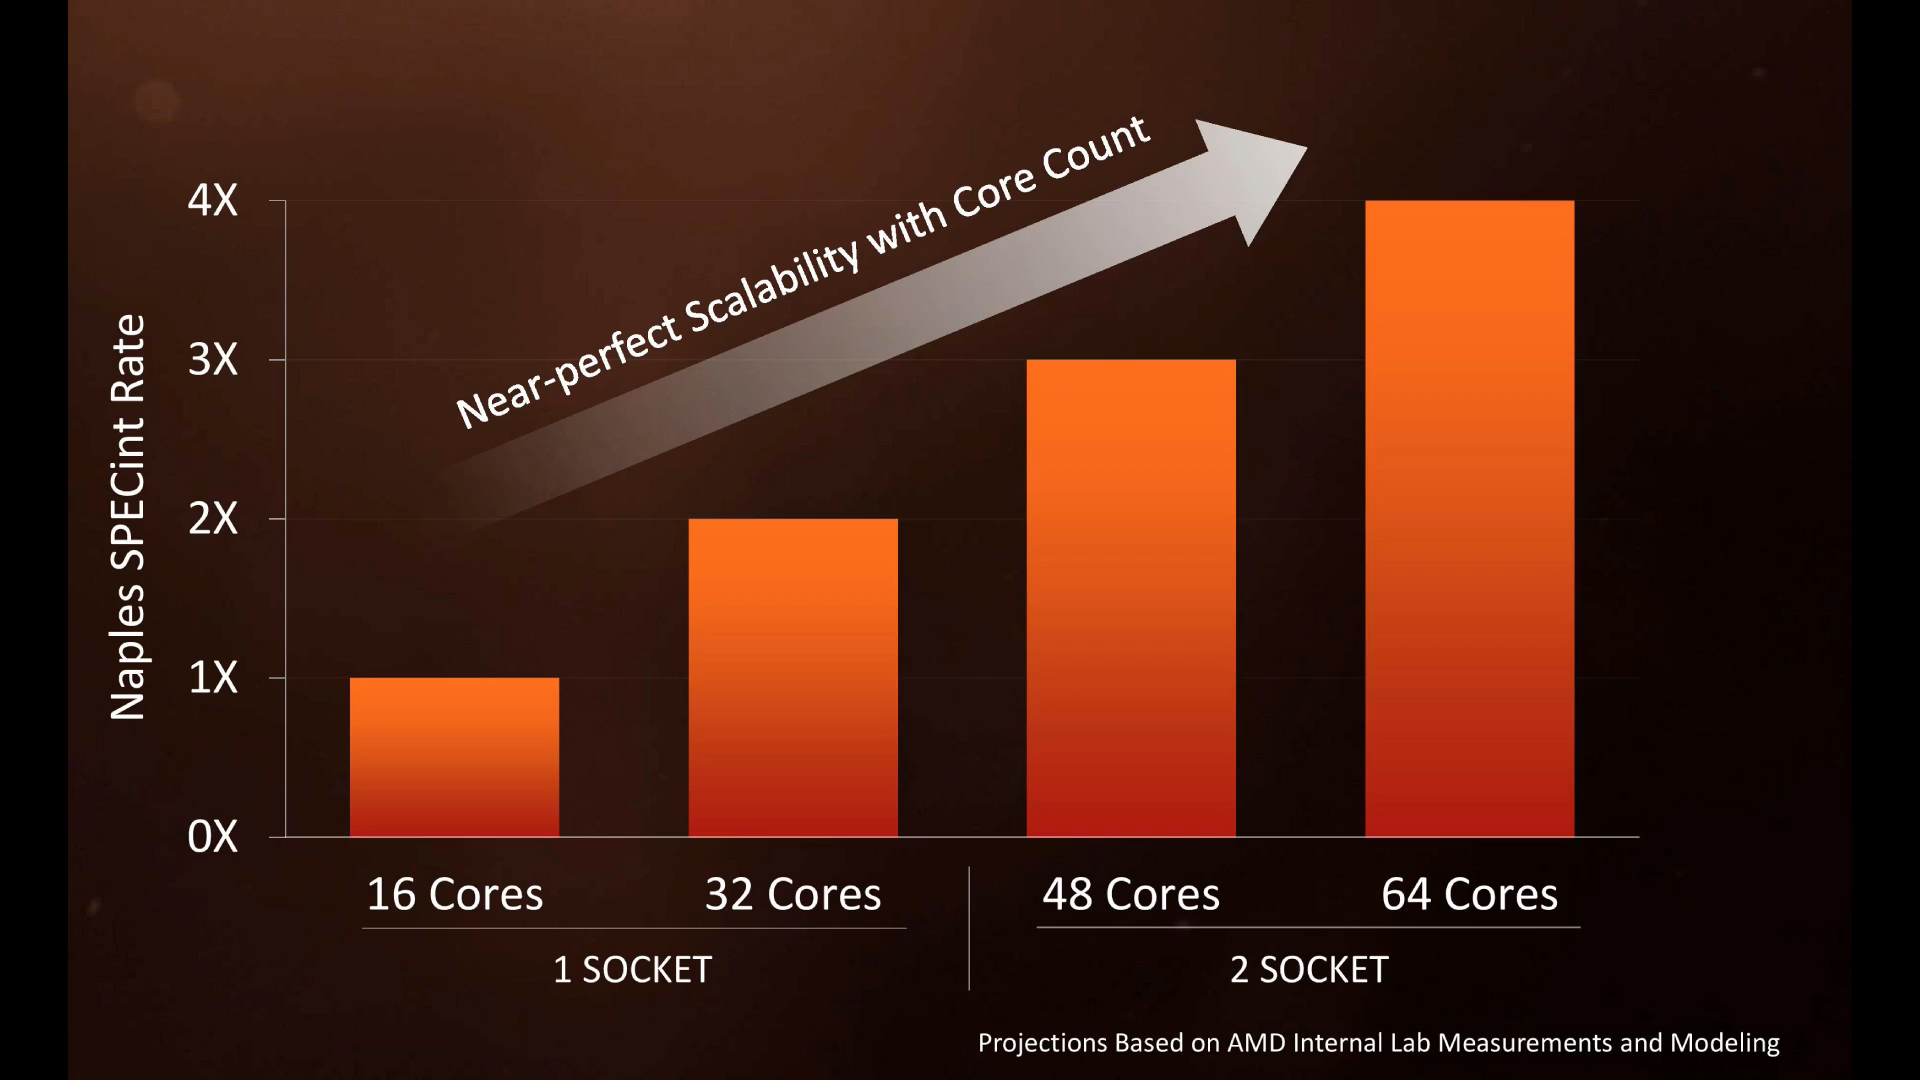 Near-perfect Scalability with Core Count
Naples SPECint Rate
4X
3X
2X
1X
0X
16 Cores
32 Cores
48 Cores
64 Cores
1 SOCKET
2 SOCKET
Projections Based on AMD Internal Lab Measurements and Modeling